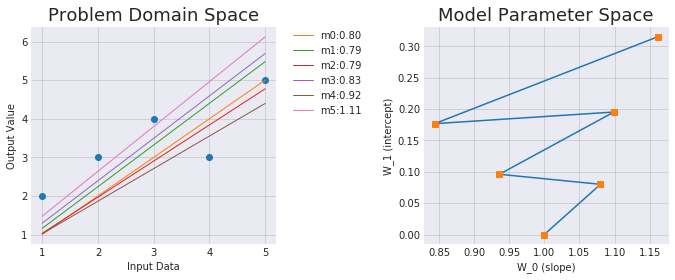 Problem Domain Space
Output Value
6
5
4
3
2
1
1
2
3
4
5
Input Data
m0:0.80
m1:0.79
m2:0.79
m3:0.83
m4:0.92
m5:1.11
Model Parameter Space
W_1 (intercept)
0.30
0.25
0.20
0.15
0.10
0.05
0.00
0.85
0.90
0.95
1.00
1.05
1.10
1.15
W_0 (slope)